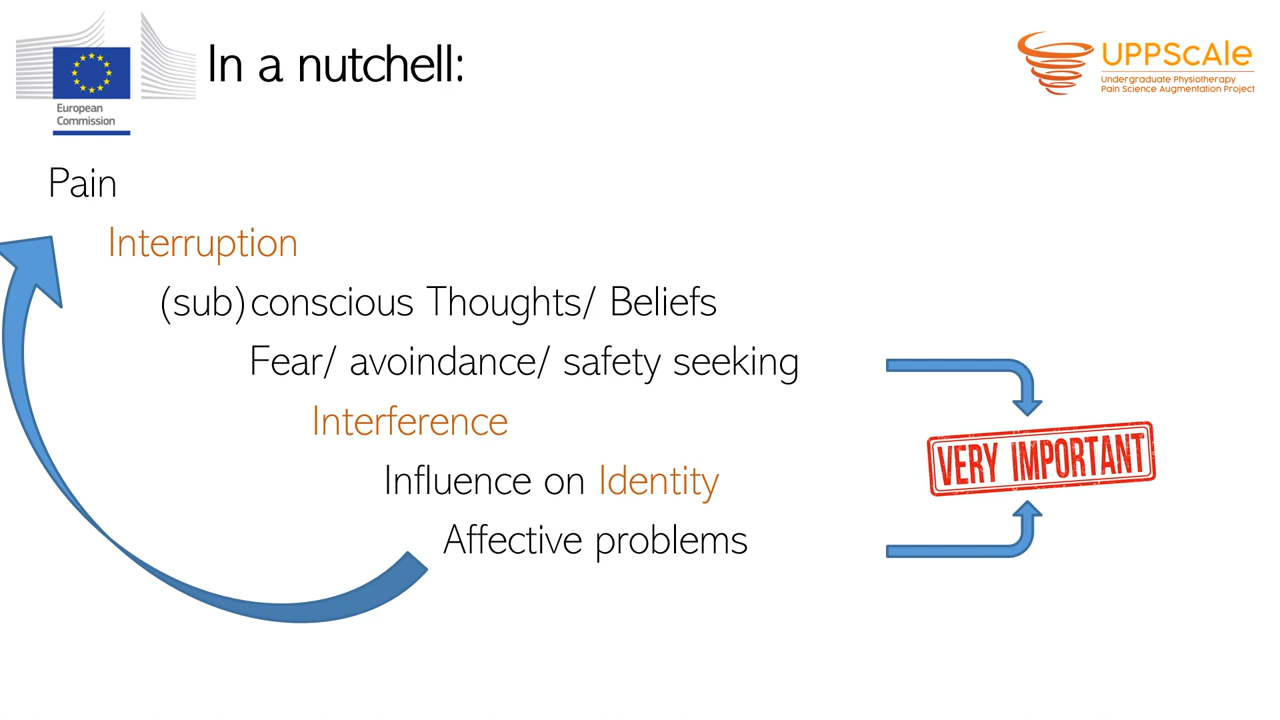 In a nutchell:
European
Commission
UPPScale
Undergraduate Physiotherapy
Pain Science Augmentation Project
Pain
Interruption
(sub)conscious Thoughts/ Beliefs
Fear/ avoindance/ safety seeking
Interference
Influence on Identity
Affective problems
VERY IMPORTANT